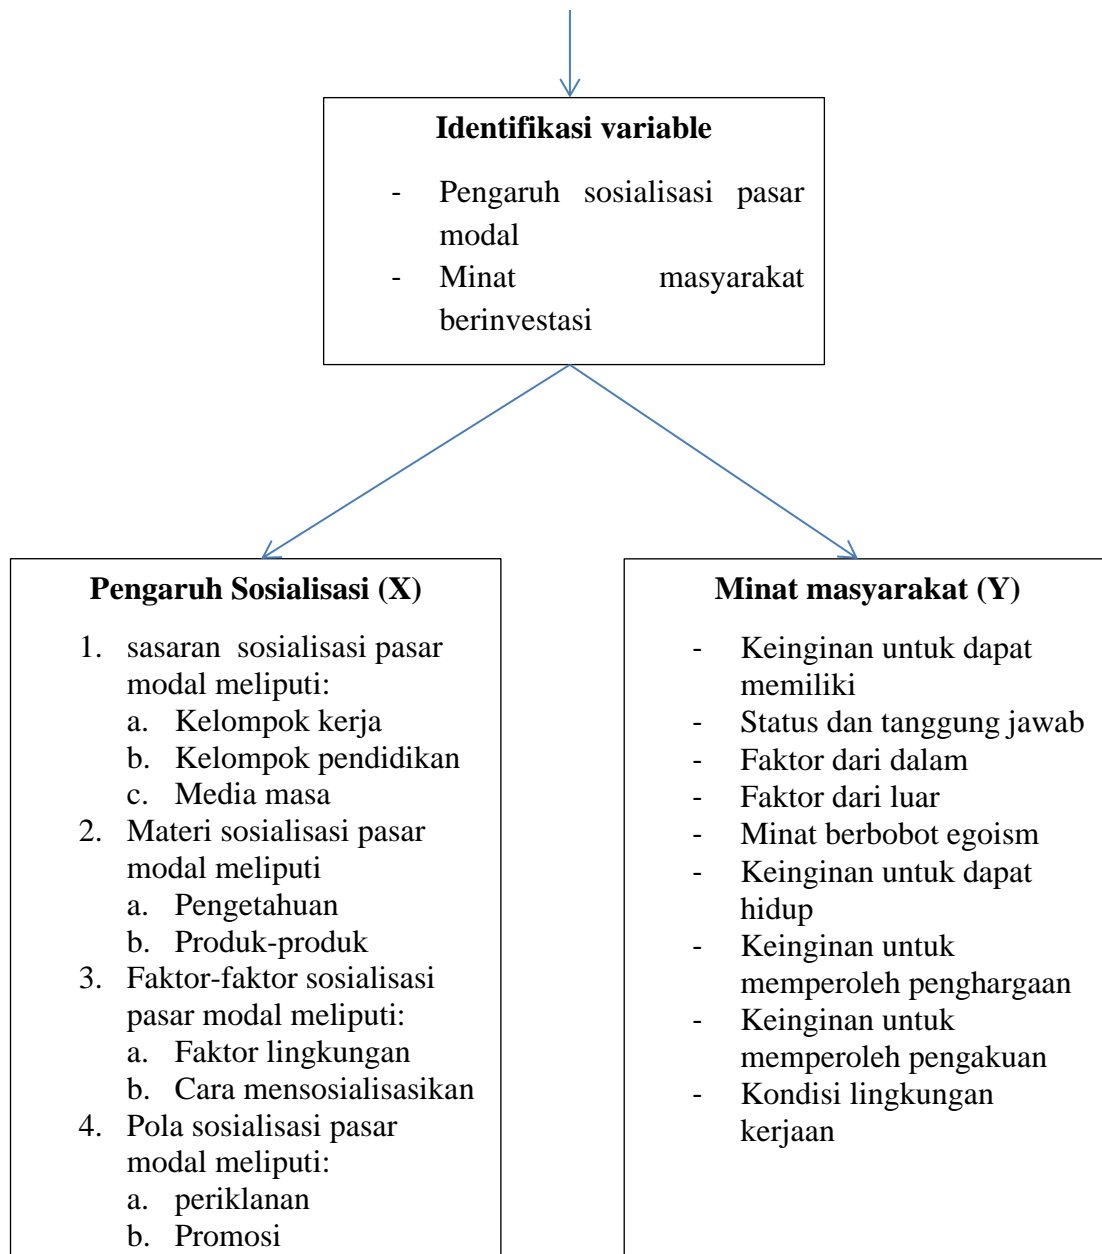 Identifikasi variable
- Pengaruh sosialisasi pasar
modal
- Minat masyarakat
berinvestasi
Pengaruh Sosialisasi (X)
1. sasaran sosialisasi pasar
modal meliputi:
a. Kelompok kerja
b. Kelompok pendidikan
c. Media masa
2. Materi sosialisasi pasar
modal meliputi
a. Pengetahuan
b. Produk-produk
3. Faktor-faktor sosialisasi
pasar modal meliputi:
a. Faktor lingkungan
b. Cara mensosialisasikan
4. Pola sosialisasi pasar
modal meliputi:
a. periklanan
b. Promosi
Minat masyarakat (Y)
- Keinginan untuk dapat
memiliki
- Status dan tanggung jawab
- Faktor dari dalam
- Faktor dari luar
- Minat berbobot egoism
- Keinginan untuk dapat
hidup
- Keinginan untuk
memperoleh penghargaan
- Keinginan untuk
memperoleh pengakuan
- Kondisi lingkungan
kerjaan